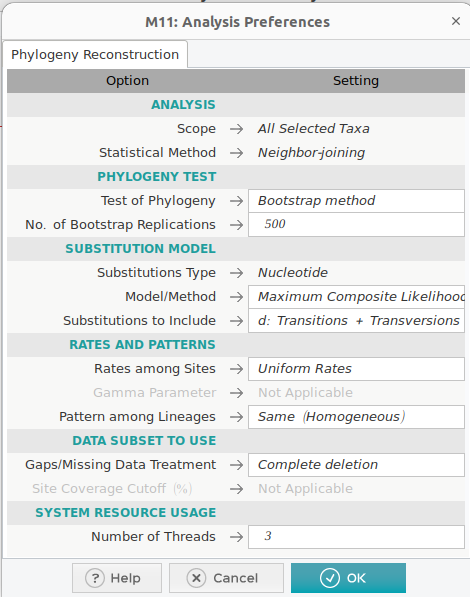 M11: Analysis Preferences ×
Phylogeny Reconstruction
Option Setting
ANALYSIS
Scope → All Selected Taxa
Statistical Method → Neighbor-joining
PHYLOGENY TEST
Test of Phylogeny → Bootstrap method
No. of Bootstrap Replications → 500
SUBSTITUTION MODEL
Substitutions Type → Nucleotide
Model/Method → Maximum Composite Likelihood
Substitutions to Include → d: Transitions + Transversions
RATES AND PATTERNS
Rates among Sites → Uniform Rates
Gamma Parameter → Not Applicable
Pattern among Lineages → Same (Homogeneous)
DATA SUBSET TO USE
Gaps/Missing Data Treatment → Complete deletion
Site Coverage Cutoff (%) → Not Applicable
SYSTEM RESOURCE USAGE
Number of Threads → 3
? Help × Cancel ✓ OK